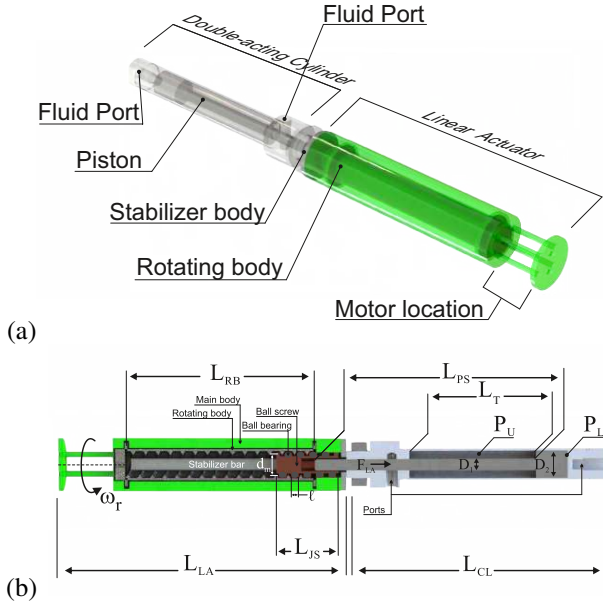 Double-acting Cylinder
Fluid Port
Linear Actuator
Fluid Port
Piston
Stabilizer body
Rotating body
Motor location
(a)
L_RB
L_PS
L_T
Main body
Rotating body
Ball screw
Ball bearing
P_U
P_L
Stabilizer bar
d_m
F_LA
D_1
D_2
ω_r
ℓ
Ports
L_JS
L_LA
L_CL
(b)